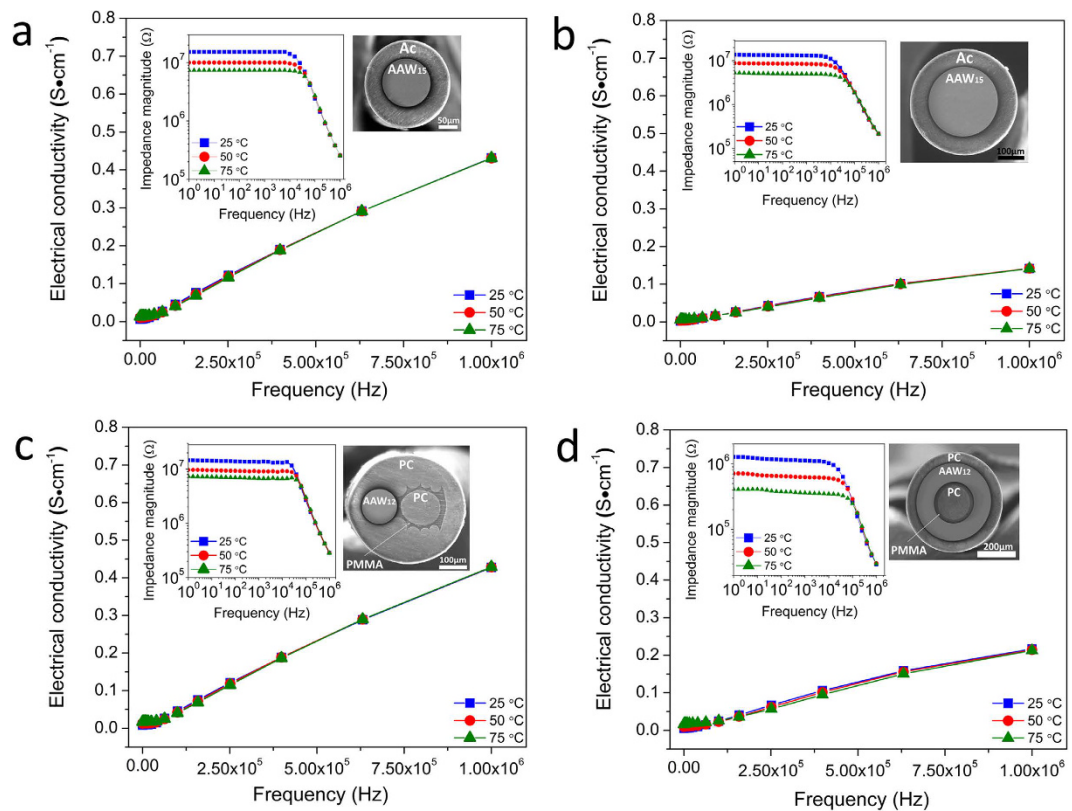 a
Electrical conductivity (S•cm⁻¹)
0.8
0.7
0.6
0.5
0.4
0.3
0.2
0.1
0.0
0.00 2.50x10⁵ 5.00x10⁵ 7.50x10⁵ 1.00x10⁶
Frequency (Hz)
25 °C
50 °C
75 °C
Impedance magnitude (Ω)
10⁷
10⁶
10⁵
10⁰ 10¹ 10² 10³ 10⁴ 10⁵ 10⁶
Frequency (Hz)
25 °C
50 °C
75 °C
Ac
AAW₁₅
50µm
b
Electrical conductivity (S•cm⁻¹)
0.8
0.7
0.6
0.5
0.4
0.3
0.2
0.1
0.0
0.00 2.50x10⁵ 5.00x10⁵ 7.50x10⁵ 1.00x10⁶
Frequency (Hz)
25 °C
50 °C
75 °C
Impedance magnitude (Ω)
10⁷
10⁶
10⁵
10⁰ 10¹ 10² 10³ 10⁴ 10⁵ 10⁶
Frequency (Hz)
25 °C
50 °C
75 °C
Ac
AAW₁₅
100µm
c
Electrical conductivity (S•cm⁻¹)
0.8
0.7
0.6
0.5
0.4
0.3
0.2
0.1
0.0
0.00 2.50x10⁵ 5.00x10⁵ 7.50x10⁵ 1.00x10⁶
Frequency (Hz)
25 °C
50 °C
75 °C
Impedance magnitude (Ω)
10⁷
10⁶
10⁵
10⁰ 10¹ 10² 10³ 10⁴ 10⁵ 10⁶
Frequency (Hz)
25 °C
50 °C
75 °C
PC
PC
AAW₁₂
PMMA
100µm
d
Electrical conductivity (S•cm⁻¹)
0.8
0.7
0.6
0.5
0.4
0.3
0.2
0.1
0.0
0.00 2.50x10⁵ 5.00x10⁵ 7.50x10⁵ 1.00x10⁶
Frequency (Hz)
25 °C
50 °C
75 °C
Impedance magnitude (Ω)
10⁶
10⁵
10⁰ 10¹ 10² 10³ 10⁴ 10⁵ 10⁶
Frequency (Hz)
25 °C
50 °C
75 °C
PC
AAW₁₂
PC
PMMA
200µm